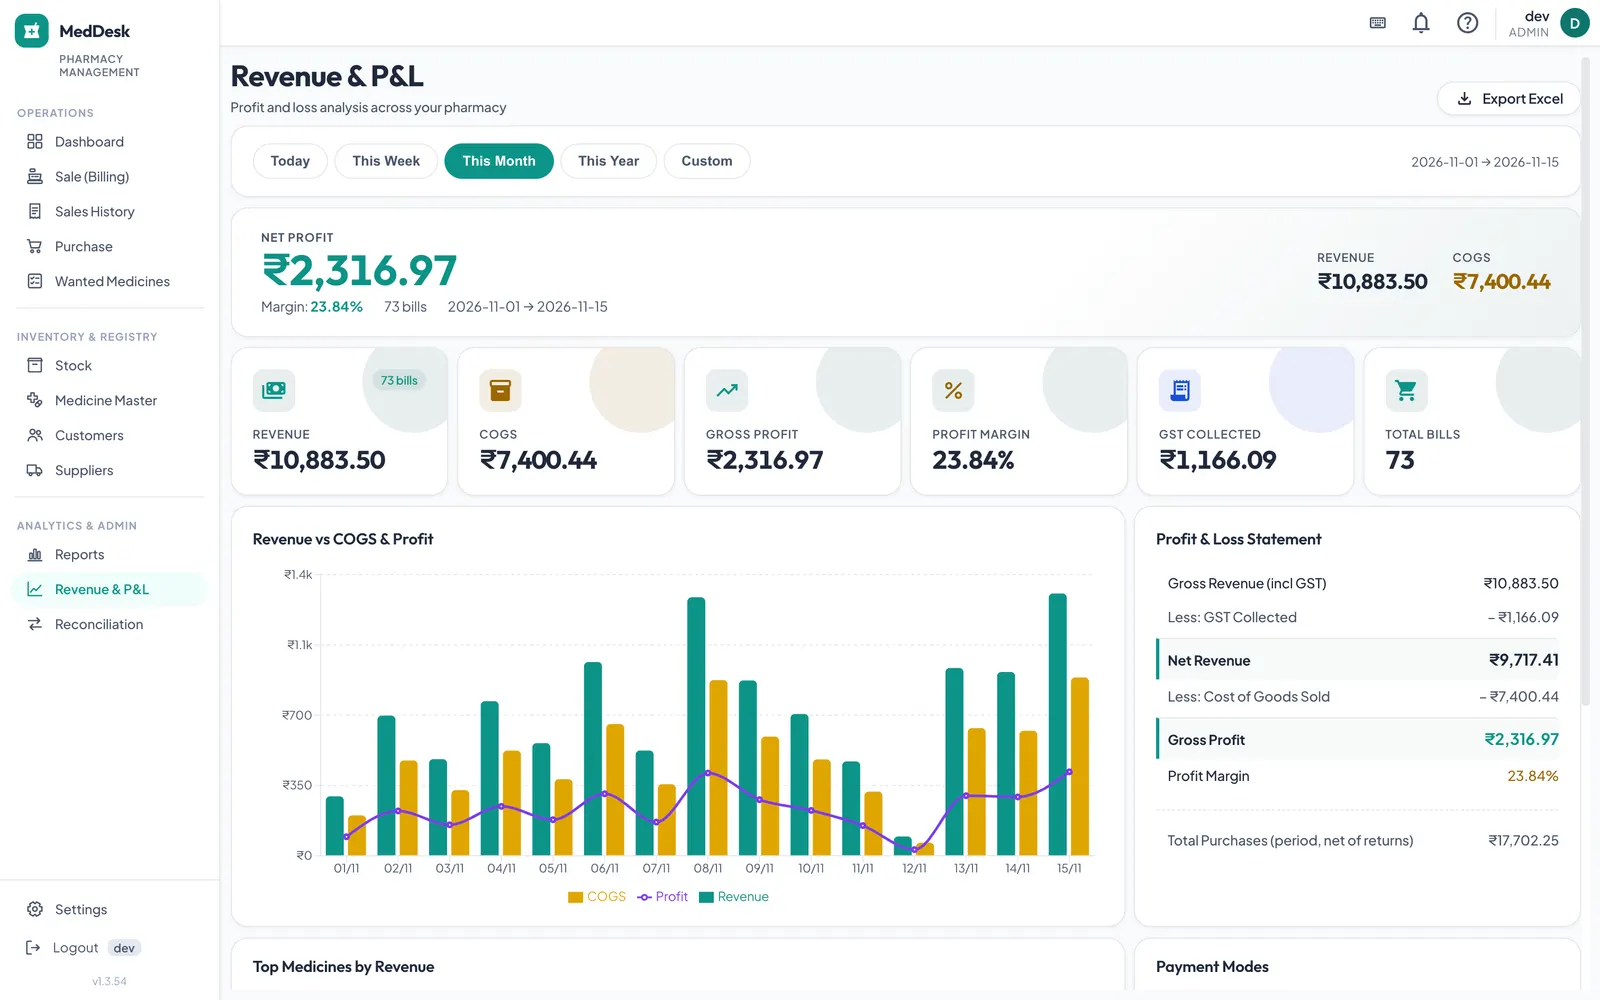 MedDesk
PHARMACY
MANAGEMENT
OPERATIONS
Dashboard
Sale (Billing)
Sales History
Purchase
Wanted Medicines
INVENTORY & REGISTRY
Stock
Medicine Master
Customers
Suppliers
ANALYTICS & ADMIN
Reports
Revenue & P&L
Reconciliation
Settings
Logout dev
v1.3.54
dev
ADMIN
D
Revenue & P&L
Profit and loss analysis across your pharmacy
Export Excel
Today This Week This Month This Year Custom
2026-11-01 → 2026-11-15
NET PROFIT
₹2,316.97
Margin: 23.84% 73 bills 2026-11-01 → 2026-11-15
REVENUE
₹10,883.50
COGS
₹7,400.44
73 bills
REVENUE
₹10,883.50
COGS
₹7,400.44
GROSS PROFIT
₹2,316.97
PROFIT MARGIN
23.84%
GST COLLECTED
₹1,166.09
TOTAL BILLS
73
Revenue vs COGS & Profit
₹1.4k
₹1.1k
₹700
₹350
₹0
01/11 02/11 03/11 04/11 05/11 06/11 07/11 08/11 09/11 10/11 11/11 12/11 13/11 14/11 15/11
COGS Profit Revenue
Profit & Loss Statement
Gross Revenue (incl GST) ₹10,883.50
Less: GST Collected – ₹1,166.09
Net Revenue ₹9,717.41
Less: Cost of Goods Sold – ₹7,400.44
Gross Profit ₹2,316.97
Profit Margin 23.84%
Total Purchases (period, net of returns) ₹17,702.25
Top Medicines by Revenue
Payment Modes